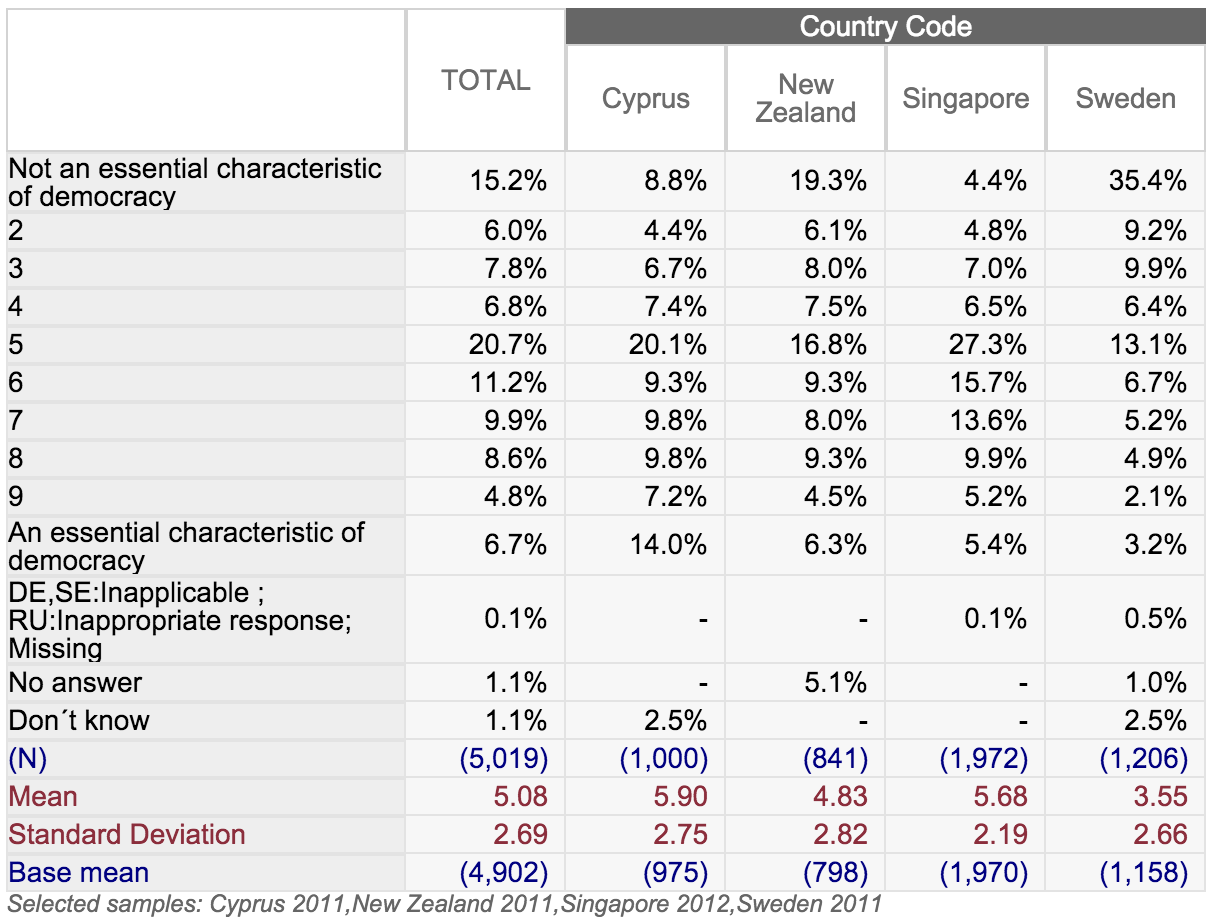 Country Code
TOTAL Cyprus New Zealand Singapore Sweden
Not an essential characteristic
of democracy 15.2% 8.8% 19.3% 4.4% 35.4%
2 6.0% 4.4% 6.1% 4.8% 9.2%
3 7.8% 6.7% 8.0% 7.0% 9.9%
4 6.8% 7.4% 7.5% 6.5% 6.4%
5 20.7% 20.1% 16.8% 27.3% 13.1%
6 11.2% 9.3% 9.3% 15.7% 6.7%
7 9.9% 9.8% 8.0% 13.6% 5.2%
8 8.6% 9.8% 9.3% 9.9% 4.9%
9 4.8% 7.2% 4.5% 5.2% 2.1%
An essential characteristic of
democracy 6.7% 14.0% 6.3% 5.4% 3.2%
DE,SE:Inapplicable ;
RU:Inappropriate response;
Missing 0.1% - - 0.1% 0.5%
No answer 1.1% - 5.1% - 1.0%
Don´t know 1.1% 2.5% - - 2.5%
(N) (5,019) (1,000) (841) (1,972) (1,206)
Mean 5.08 5.90 4.83 5.68 3.55
Standard Deviation 2.69 2.75 2.82 2.19 2.66
Base mean (4,902) (975) (798) (1,970) (1,158)
Selected samples: Cyprus 2011,New Zealand 2011,Singapore 2012,Sweden 2011